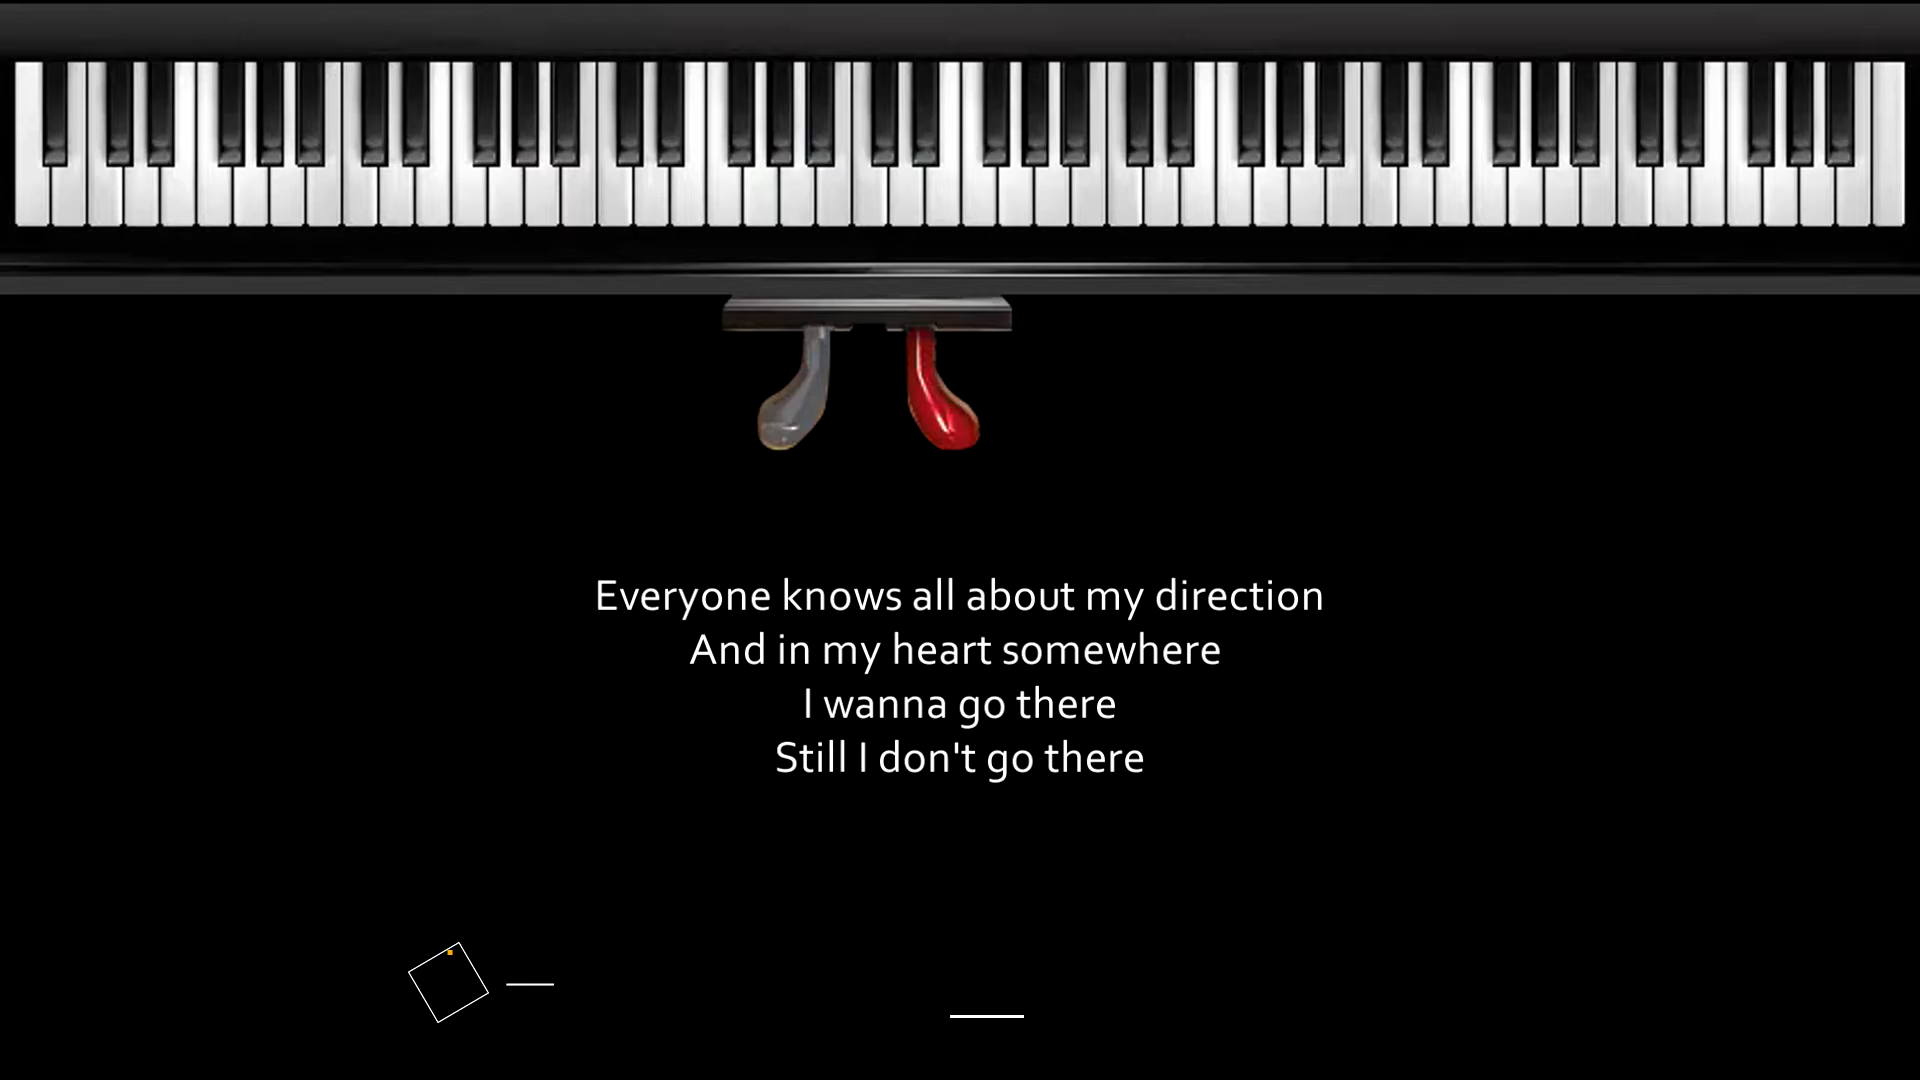 Everyone knows all about my direction
And in my heart somewhere
I wanna go there
Still I don't go there